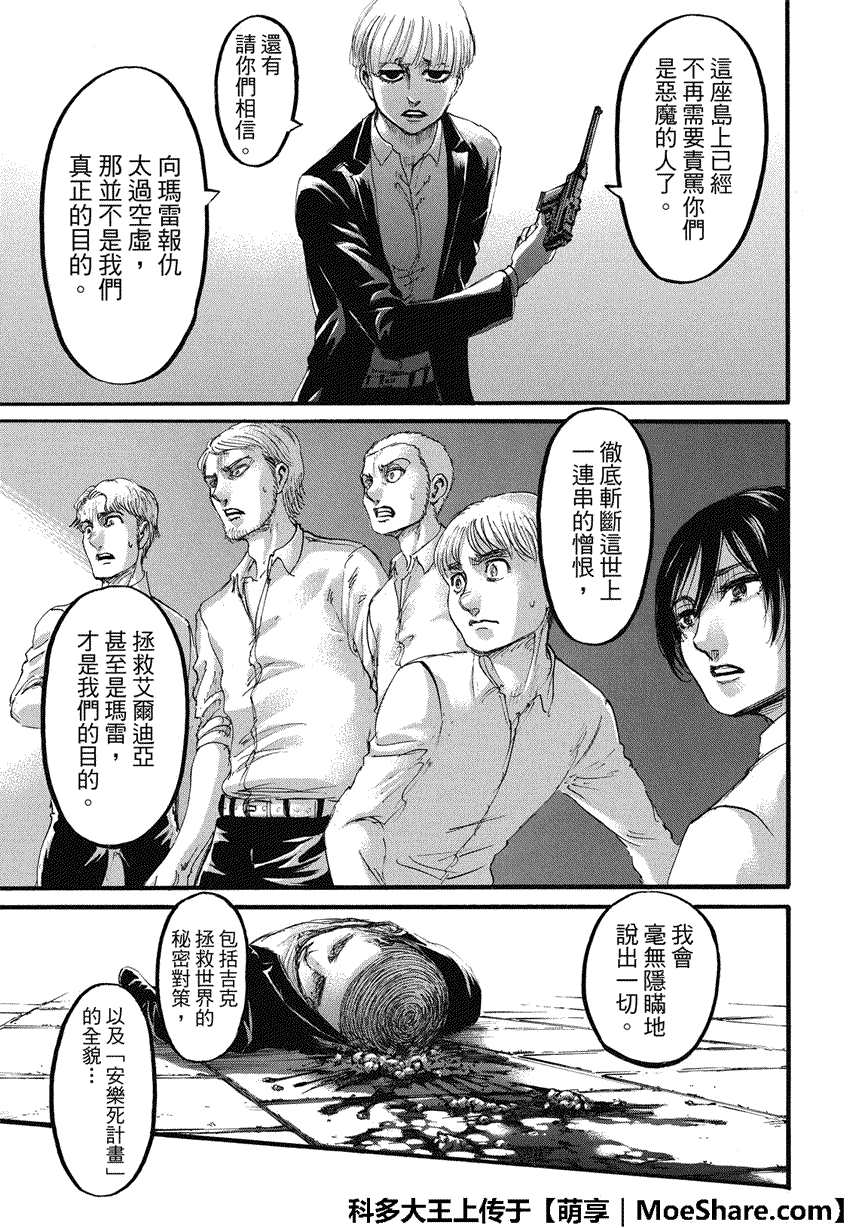 這座島上已經
不再需要責罵你們
是惡魔的人了。
還有
請你們相信。
向瑪雷報仇
太過空虛，
那並不是我們
真正的目的。
徹底斬斷這世上
一連串的憎恨，
拯救艾爾迪亞
甚至是瑪雷，
才是我們的目的。
我會
毫無隱瞞地
說出一切。
包括吉克
拯救世界的
秘密對策，
以及「安樂死計畫」
的全貌…
科多大王上传于【萌享｜MoeShare.com】